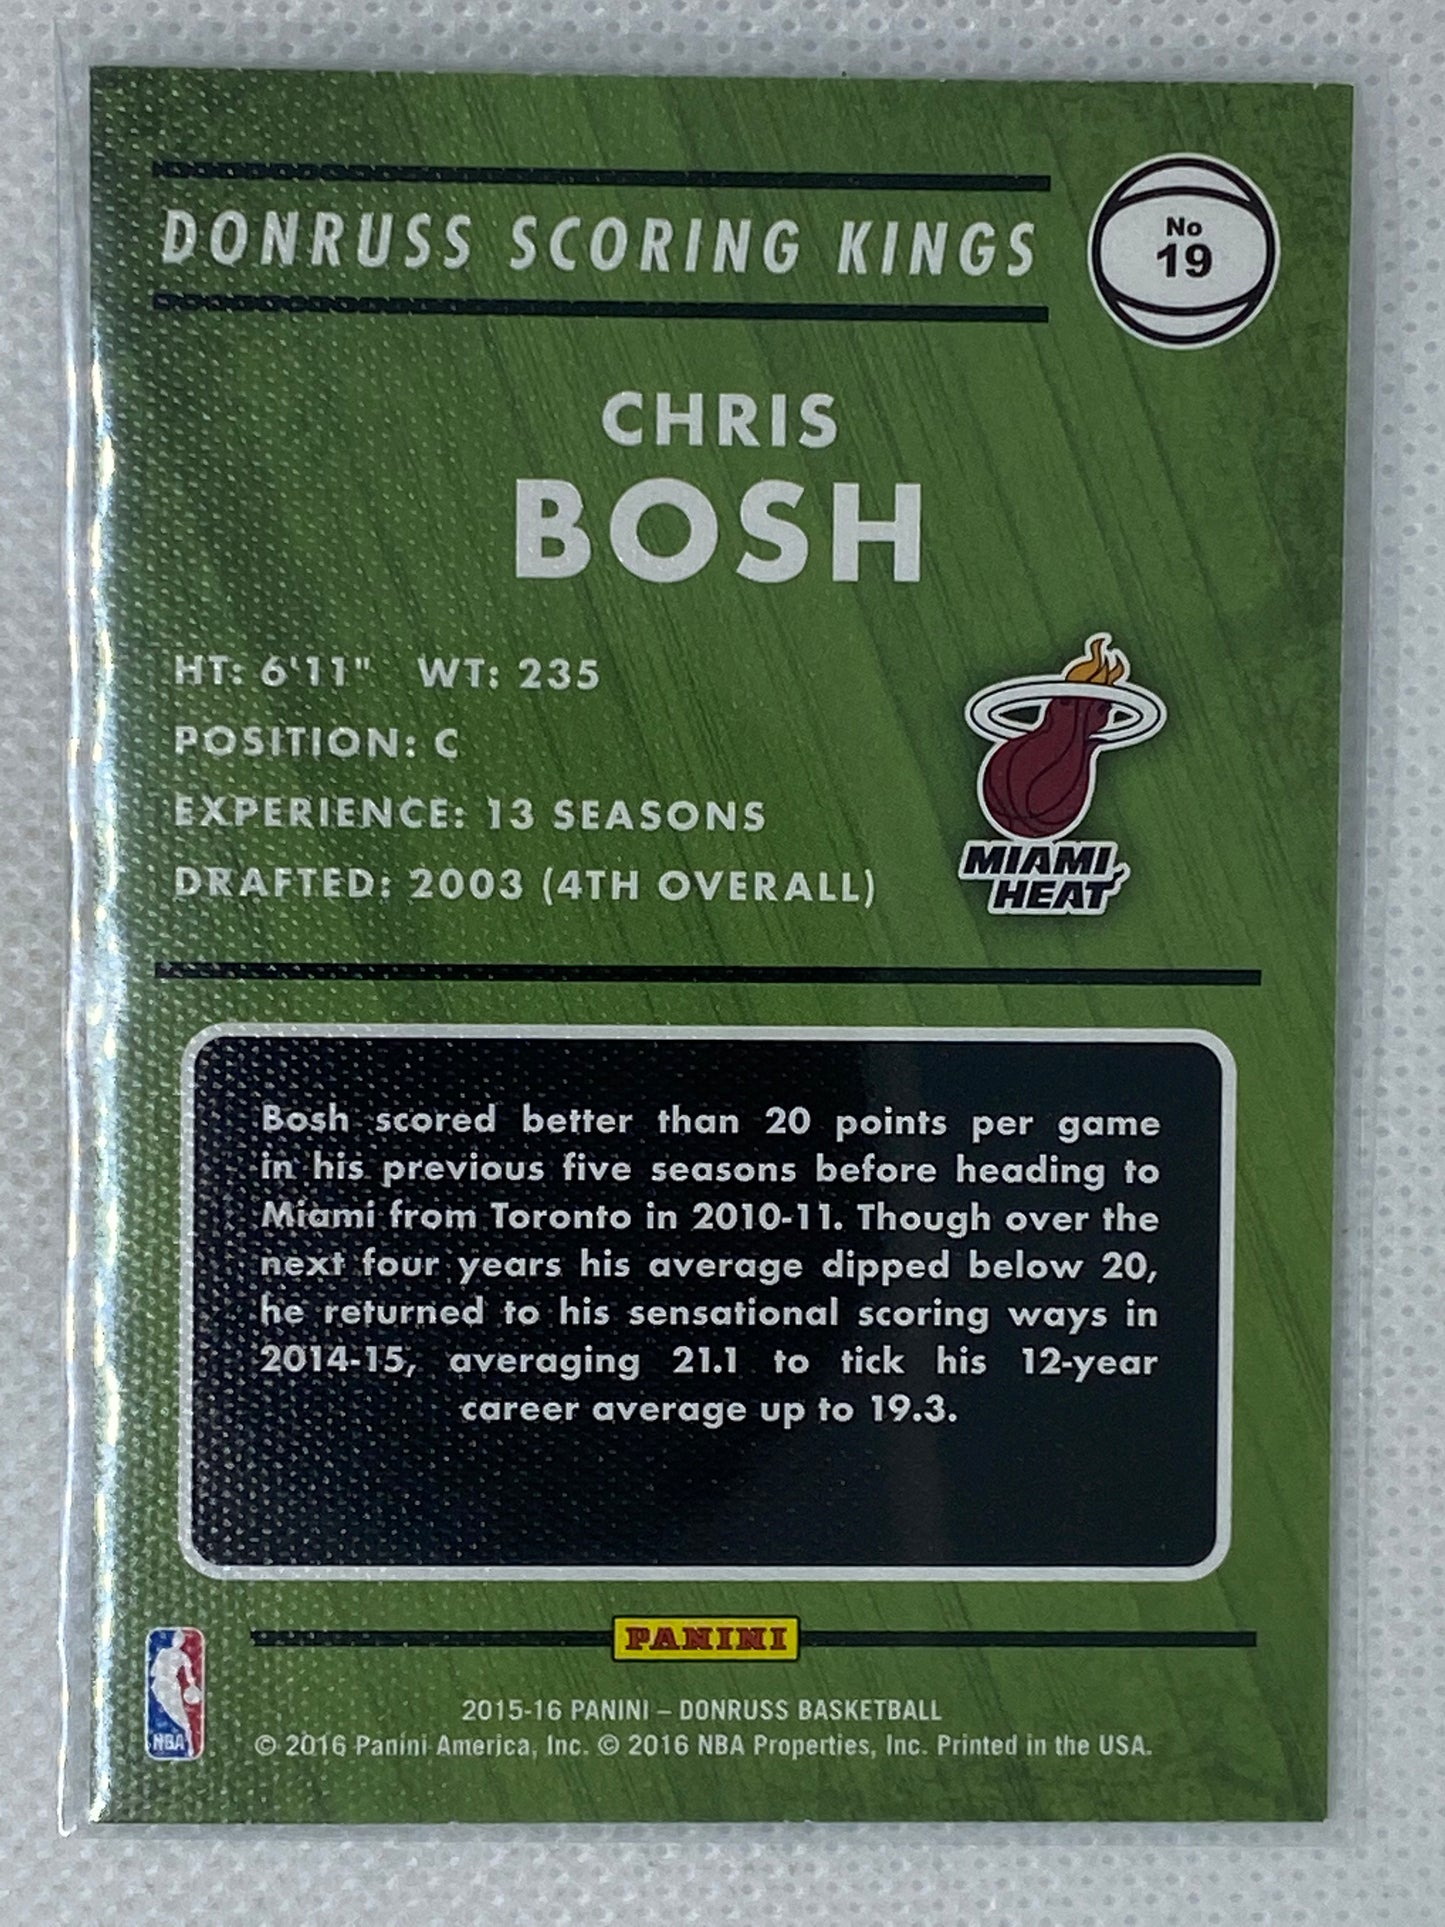 DONRUSS SCORING KINGS
No
19
CHRIS
BOSH
HT: 6'11" WT: 235
POSITION: C
EXPERIENCE: 13 SEASONS
DRAFTED: 2003 (4TH OVERALL)
MIAMI
HEAT
Bosh scored better than 20 points per game
in his previous five seasons before heading to
Miami from Toronto in 2010-11. Though over the
next four years his average dipped below 20,
he returned to his sensational scoring ways in
2014-15, averaging 21.1 to tick his 12-year
career average up to 19.3.
PANINI
NBA
2015-16 PANINI – DONRUSS BASKETBALL
© 2016 Panini America, Inc. © 2016 NBA Properties, Inc. Printed in the USA.